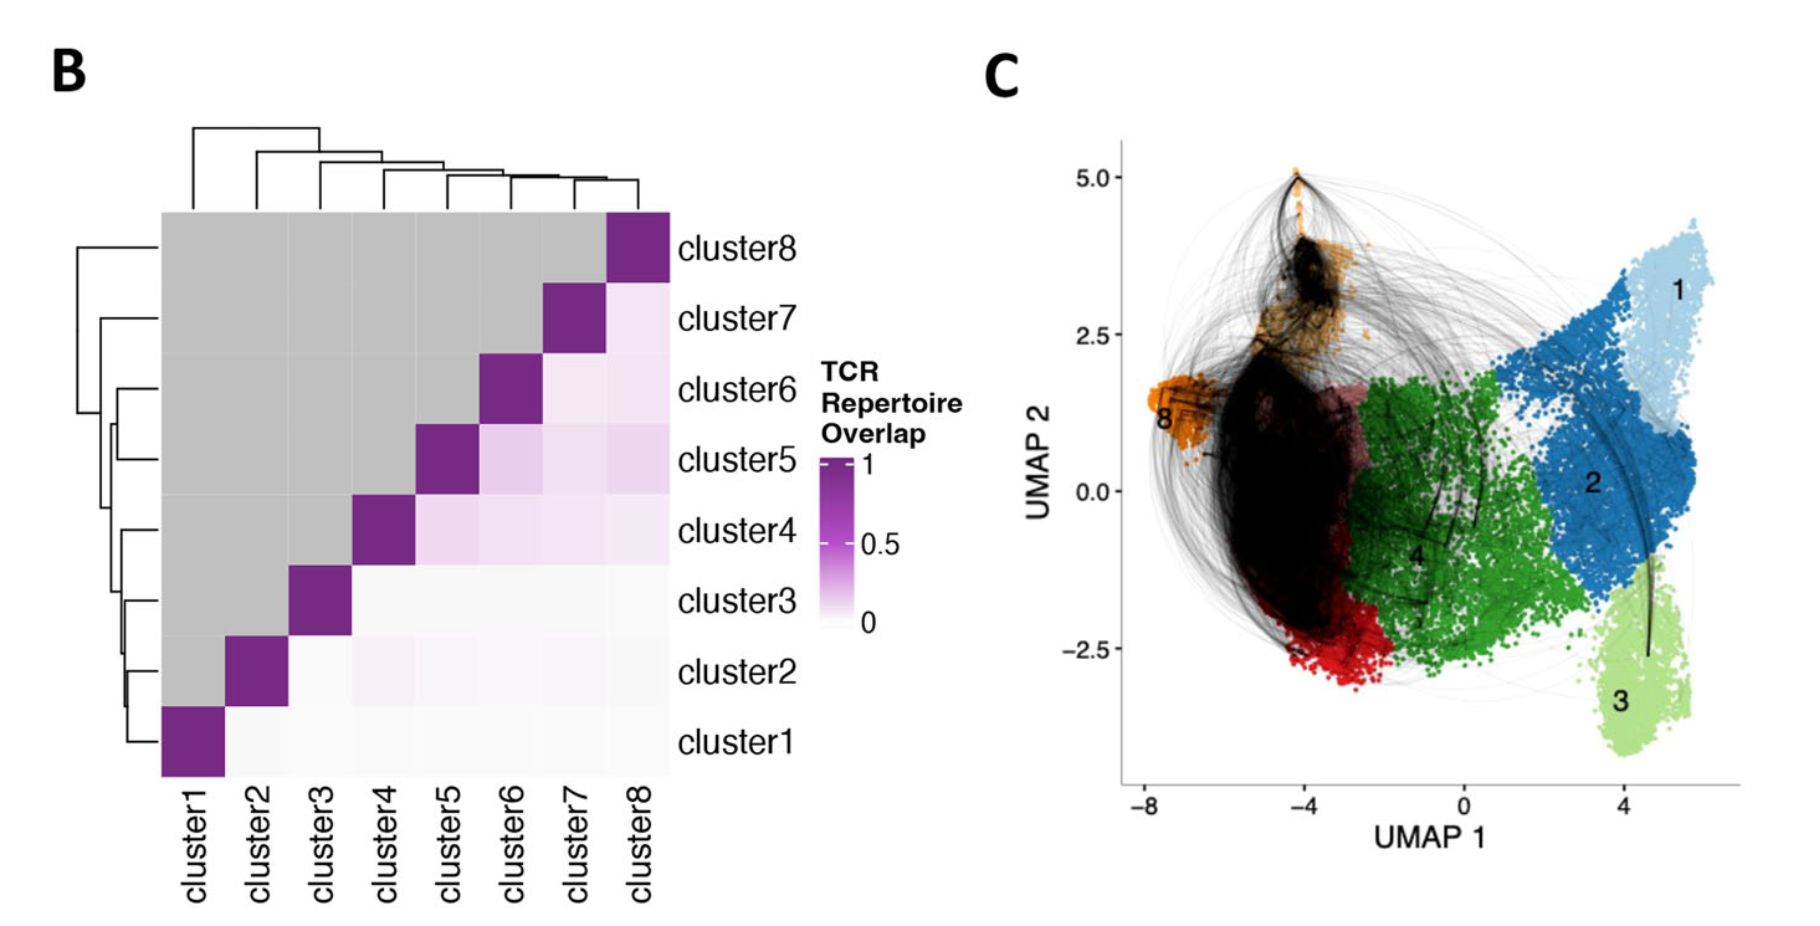 B
cluster8
cluster7
cluster6
cluster5
cluster4
cluster3
cluster2
cluster1
cluster1
cluster2
cluster3
cluster4
cluster5
cluster6
cluster7
cluster8
TCR
Repertoire
Overlap
1
0.5
0
C
5.0
2.5
0.0
−2.5
UMAP 2
1
8
2
4
3
−8
−4
0
4
UMAP 1